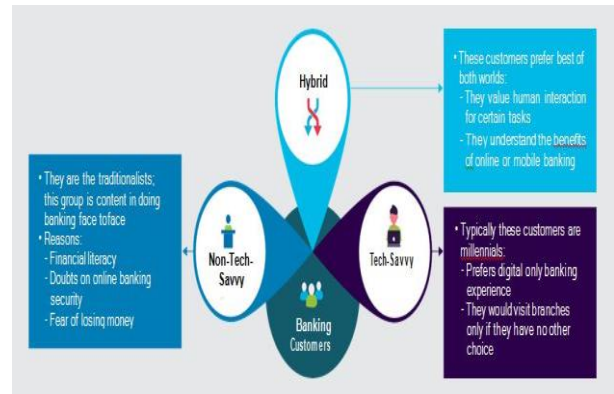 Hybrid
• These customers prefer best of
both worlds:
- They value human interaction
for certain tasks
- They understand the benefits
of online or mobile banking
• They are the traditionalists;
this group is content in doing
banking face toface
• Reasons:
- Financial literacy
- Doubts on online banking
security
- Fear of losing money
Non-Tech-
Savvy
Tech-Savvy
Banking
Customers
• Typically these customers are
millennials:
- Prefers digital only banking
experience
- They would visit branches
only if they have no other
choice